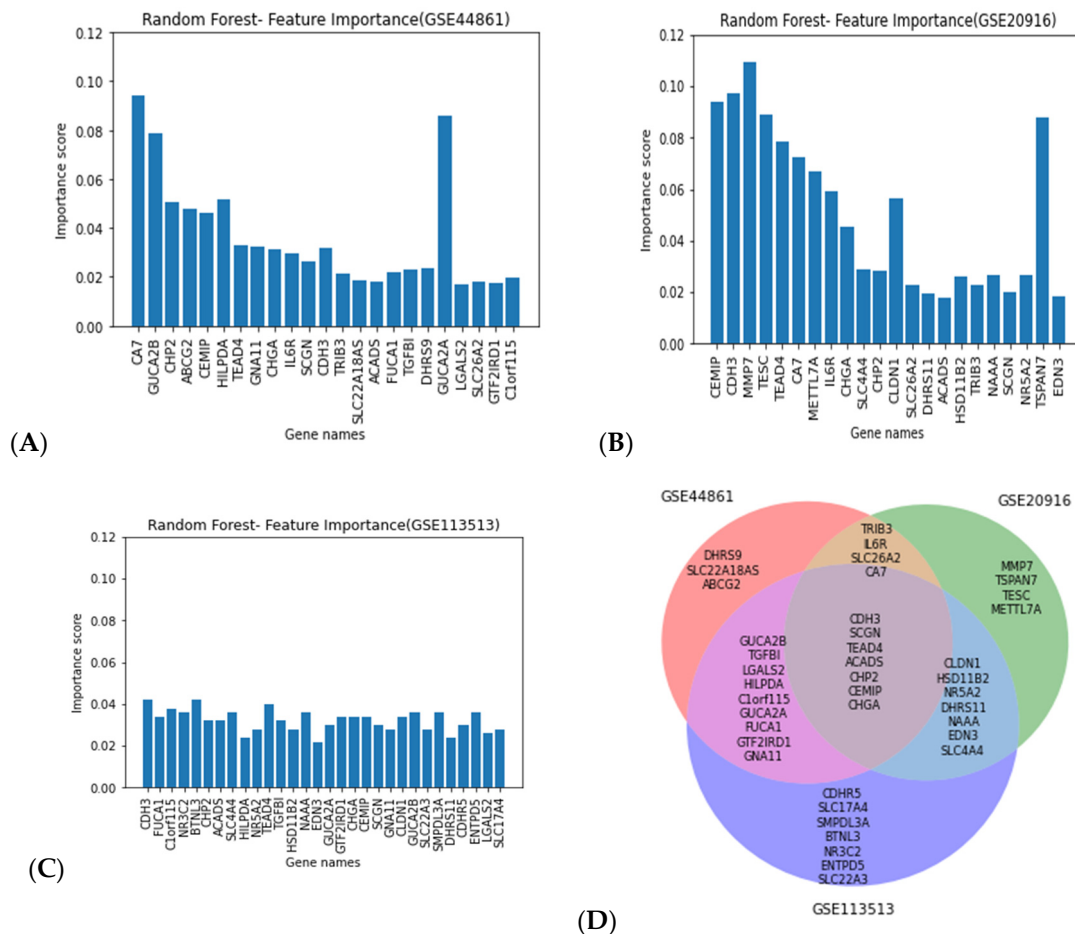 Random Forest- Feature Importance(GSE44861)
0.12
0.10
0.08
0.06
0.04
0.02
0.00
Importance score
CA7
GUCA2B
CHP2
ABCG2
CEMIP
HILPDA
TEAD4
GNA11
CHGA
IL6R
SCGN
CDH3
TRIB3
SLC22A18AS
ACADS
FUCA1
TGFBI
DHRS9
GUCA2A
LGALS2
SLC26A2
GTF2IRD1
C1orf115
Gene names
(A)
Random Forest- Feature Importance(GSE20916)
0.12
0.10
0.08
0.06
0.04
0.02
0.00
Importance score
CEMIP
CDH3
MMP7
TESC
TEAD4
CA7
METTL7A
IL6R
CHGA
SLC4A4
CHP2
CLDN1
SLC26A2
DHRS11
ACADS
HSD11B2
TRIB3
NAAA
SCGN
NR5A2
TSPAN7
EDN3
Gene names
(B)
Random Forest- Feature Importance(GSE113513)
0.12
0.10
0.08
0.06
0.04
0.02
0.00
Importance score
CDH3
FUCA1
C1orf115
NR3C2
BTNL3
CHP2
ACADS
SLC4A4
HILPDA
NR5A2
TEAD4
TGFBI
HSD11B2
NAAA
EDN3
GUCA2A
GTF2IRD1
CHGA
CEMIP
SCGN
GNA11
CLDN1
GUCA2B
SLC22A3
SMPDL3A
DHRS11
CDHR5
ENTPD5
LGALS2
SLC17A4
Gene names
(C)
GSE44861
GSE20916
DHRS9
SLC22A18AS
ABCG2
TRIB3
IL6R
SLC26A2
CA7
MMP7
TSPAN7
TESC
METTL7A
GUCA2B
TGFBI
LGALS2
HILPDA
C1orf115
GUCA2A
FUCA1
GTF2IRD1
GNA11
CDH3
SCGN
TEAD4
ACADS
CHP2
CEMIP
CHGA
CLDN1
HSD11B2
NR5A2
DHRS11
NAAA
EDN3
SLC4A4
CDHR5
SLC17A4
SMPDL3A
BTNL3
NR3C2
ENTPD5
SLC22A3
GSE113513
(D)